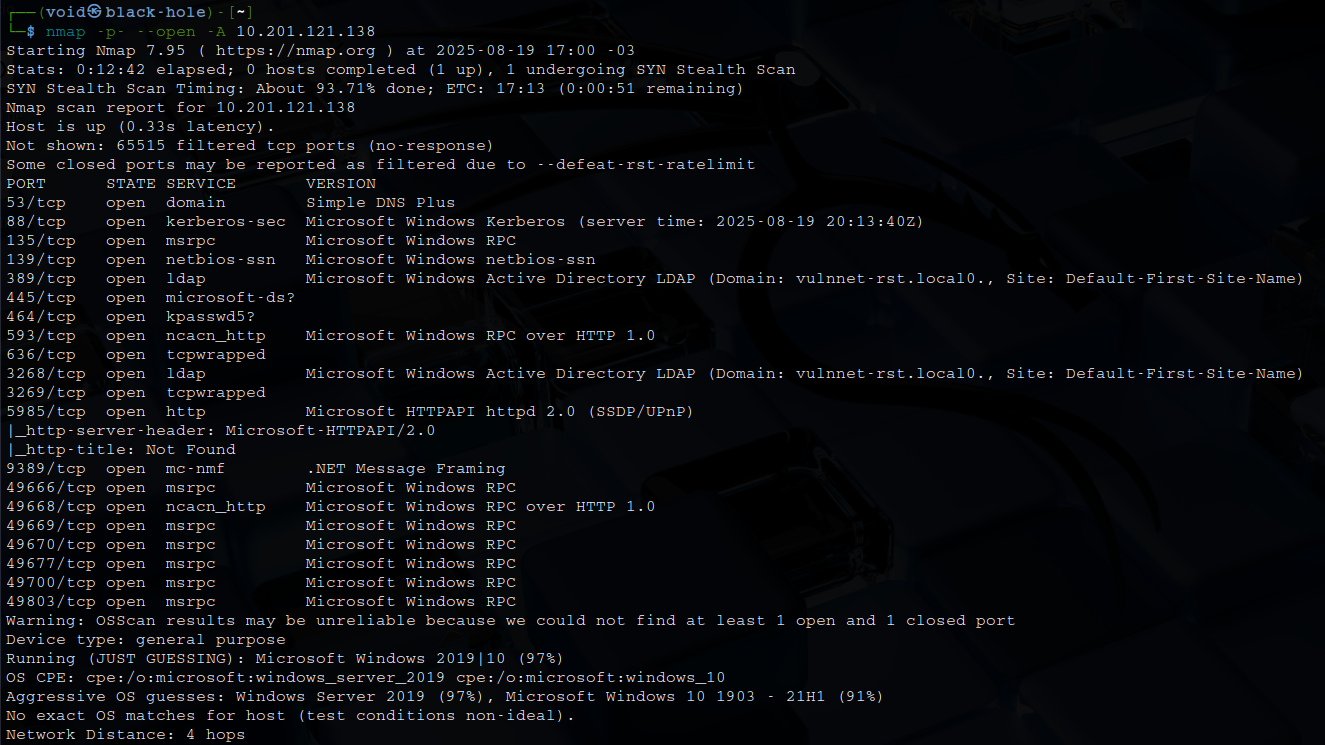 ┌──(void㉿black-hole)-[~]
└─$ nmap -p- --open -A 10.201.121.138
Starting Nmap 7.95 ( https://nmap.org ) at 2025-08-19 17:00 -03
Stats: 0:12:42 elapsed; 0 hosts completed (1 up), 1 undergoing SYN Stealth Scan
SYN Stealth Scan Timing: About 93.71% done; ETC: 17:13 (0:00:51 remaining)
Nmap scan report for 10.201.121.138
Host is up (0.33s latency).
Not shown: 65515 filtered tcp ports (no-response)
Some closed ports may be reported as filtered due to --defeat-rst-ratelimit
PORT      STATE SERVICE       VERSION
53/tcp    open  domain        Simple DNS Plus
88/tcp    open  kerberos-sec  Microsoft Windows Kerberos (server time: 2025-08-19 20:13:40Z)
135/tcp   open  msrpc         Microsoft Windows RPC
139/tcp   open  netbios-ssn   Microsoft Windows netbios-ssn
389/tcp   open  ldap          Microsoft Windows Active Directory LDAP (Domain: vulnnet-rst.local0., Site: Default-First-Site-Name)
445/tcp   open  microsoft-ds?
464/tcp   open  kpasswd5?
593/tcp   open  ncacn_http    Microsoft Windows RPC over HTTP 1.0
636/tcp   open  tcpwrapped
3268/tcp  open  ldap          Microsoft Windows Active Directory LDAP (Domain: vulnnet-rst.local0., Site: Default-First-Site-Name)
3269/tcp  open  tcpwrapped
5985/tcp  open  http          Microsoft HTTPAPI httpd 2.0 (SSDP/UPnP)
|_http-server-header: Microsoft-HTTPAPI/2.0
|_http-title: Not Found
9389/tcp  open  mc-nmf        .NET Message Framing
49666/tcp open  msrpc         Microsoft Windows RPC
49668/tcp open  ncacn_http    Microsoft Windows RPC over HTTP 1.0
49669/tcp open  msrpc         Microsoft Windows RPC
49670/tcp open  msrpc         Microsoft Windows RPC
49677/tcp open  msrpc         Microsoft Windows RPC
49700/tcp open  msrpc         Microsoft Windows RPC
49803/tcp open  msrpc         Microsoft Windows RPC
Warning: OSScan results may be unreliable because we could not find at least 1 open and 1 closed port
Device type: general purpose
Running (JUST GUESSING): Microsoft Windows 2019|10 (97%)
OS CPE: cpe:/o:microsoft:windows_server_2019 cpe:/o:microsoft:windows_10
Aggressive OS guesses: Windows Server 2019 (97%), Microsoft Windows 10 1903 - 21H1 (91%)
No exact OS matches for host (test conditions non-ideal).
Network Distance: 4 hops